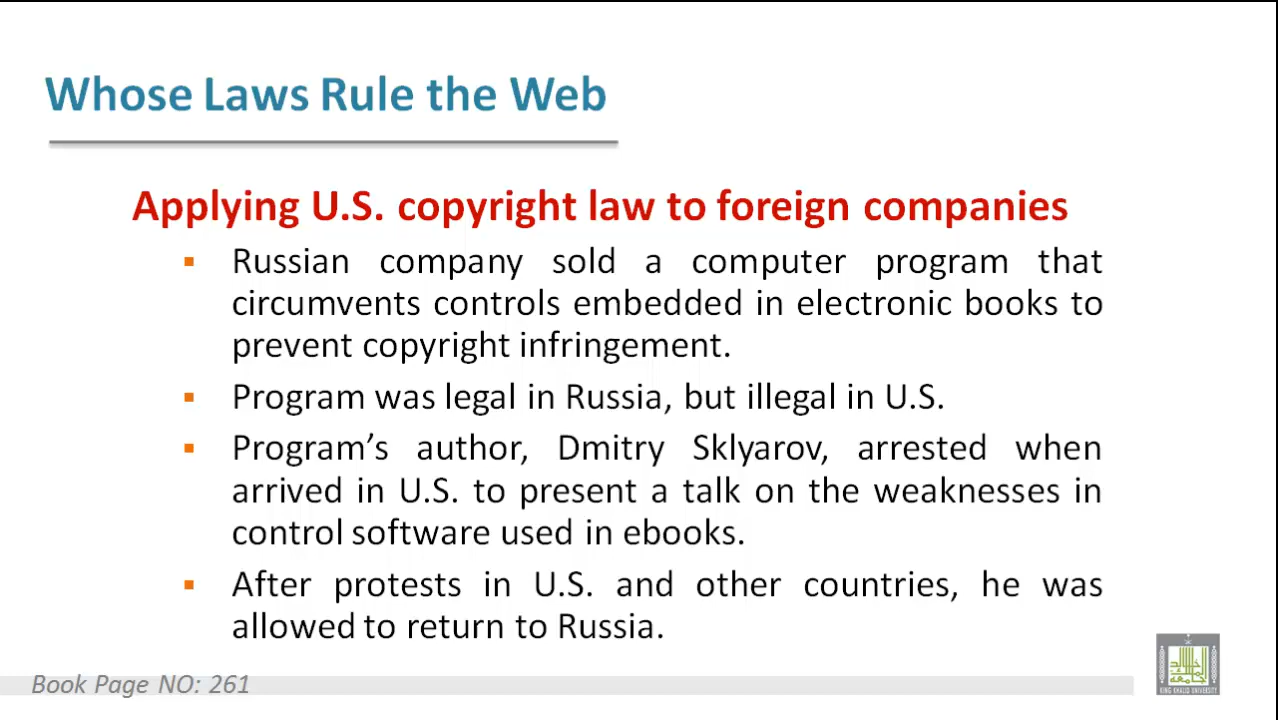 Whose Laws Rule the Web
Applying U.S. copyright law to foreign companies
▪ Russian company sold a computer program that
circumvents controls embedded in electronic books to
prevent copyright infringement.
▪ Program was legal in Russia, but illegal in U.S.
▪ Program’s author, Dmitry Sklyarov, arrested when
arrived in U.S. to present a talk on the weaknesses in
control software used in ebooks.
▪ After protests in U.S. and other countries, he was
allowed to return to Russia.
Book Page NO: 261
KING KHALID UNIVERSITY